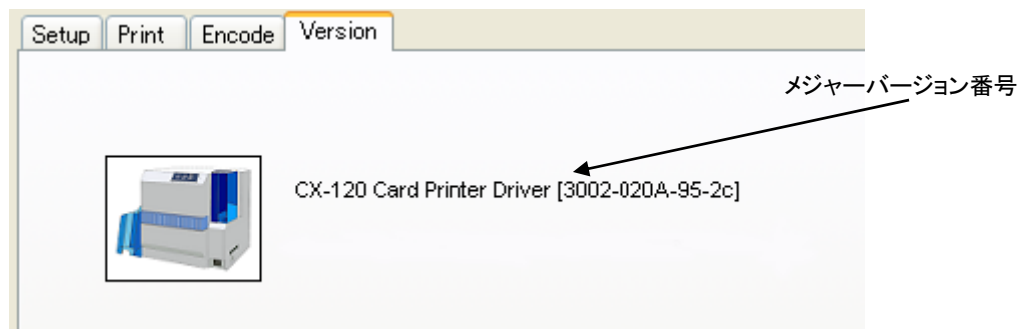 Setup Print Encode Version
メジャーバージョン番号
CX-120 Card Printer Driver [3002-020A-95-2c]